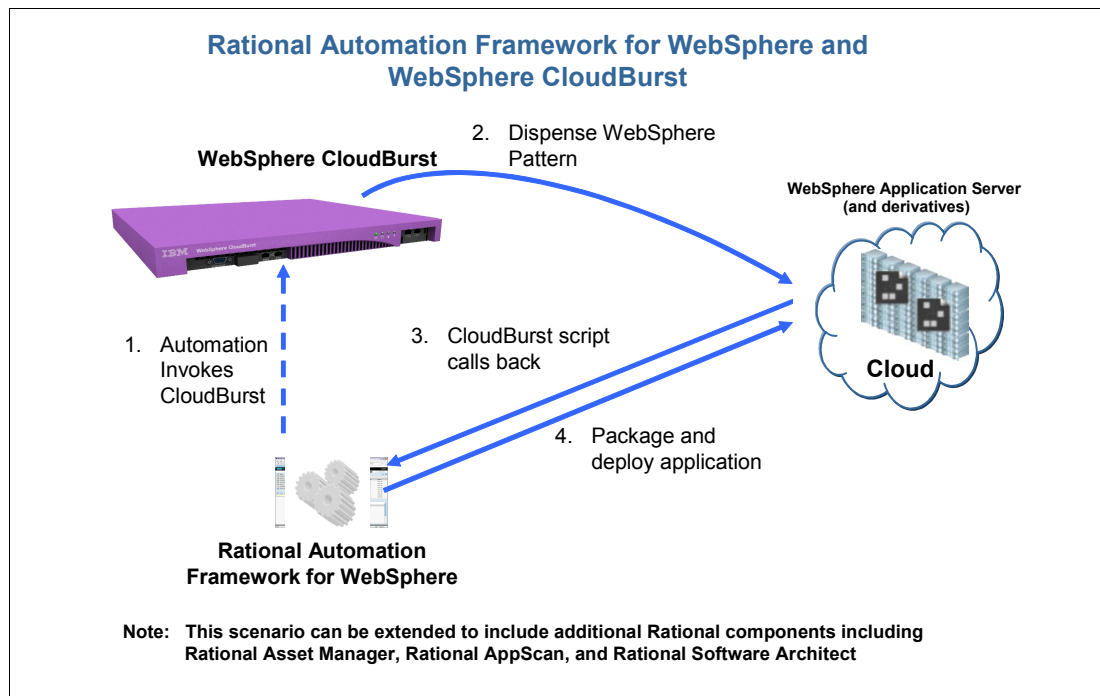 Rational Automation Framework for WebSphere and
WebSphere CloudBurst
2. Dispense WebSphere
Pattern
WebSphere CloudBurst
WebSphere Application Server
(and derivatives)
IBM WebSphere CloudBurst
1. Automation
Invokes
CloudBurst
3. CloudBurst script
calls back
Cloud
4. Package and
deploy application
Rational Automation
Framework for WebSphere
Note: This scenario can be extended to include additional Rational components including
Rational Asset Manager, Rational AppScan, and Rational Software Architect